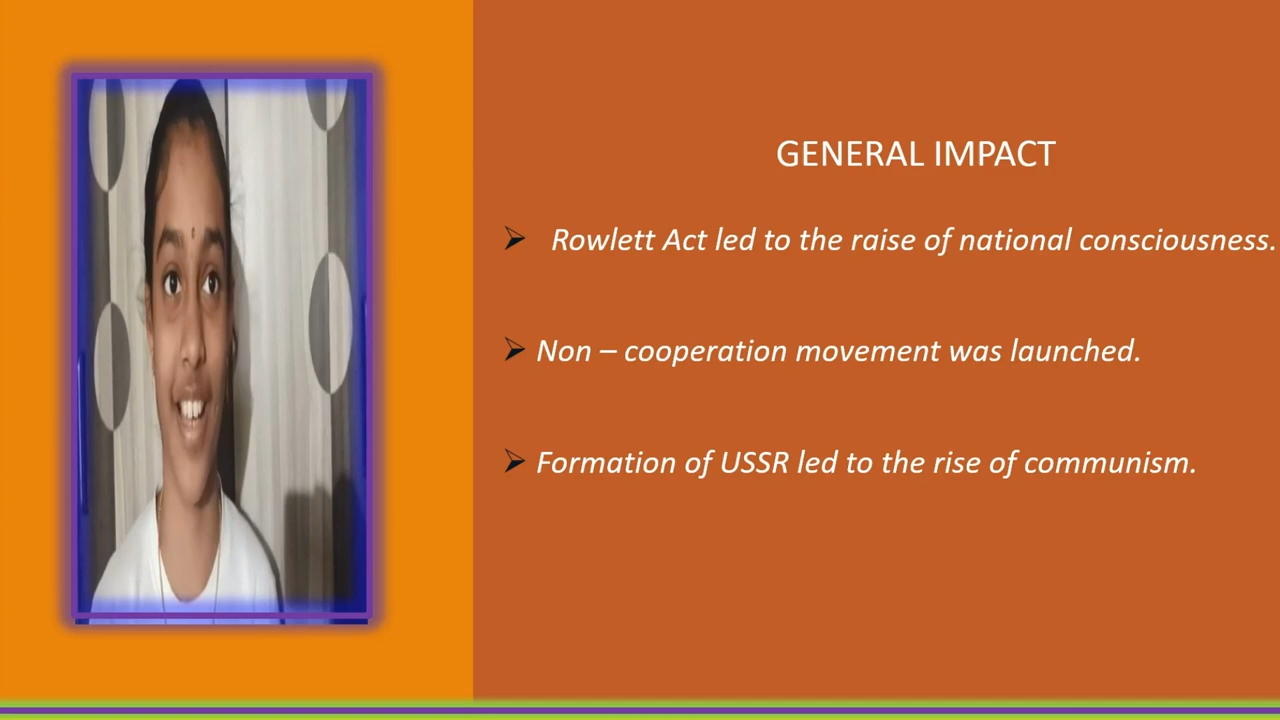 GENERAL IMPACT
Rowlett Act led to the raise of national consciousness.
Non – cooperation movement was launched.
Formation of USSR led to the rise of communism.